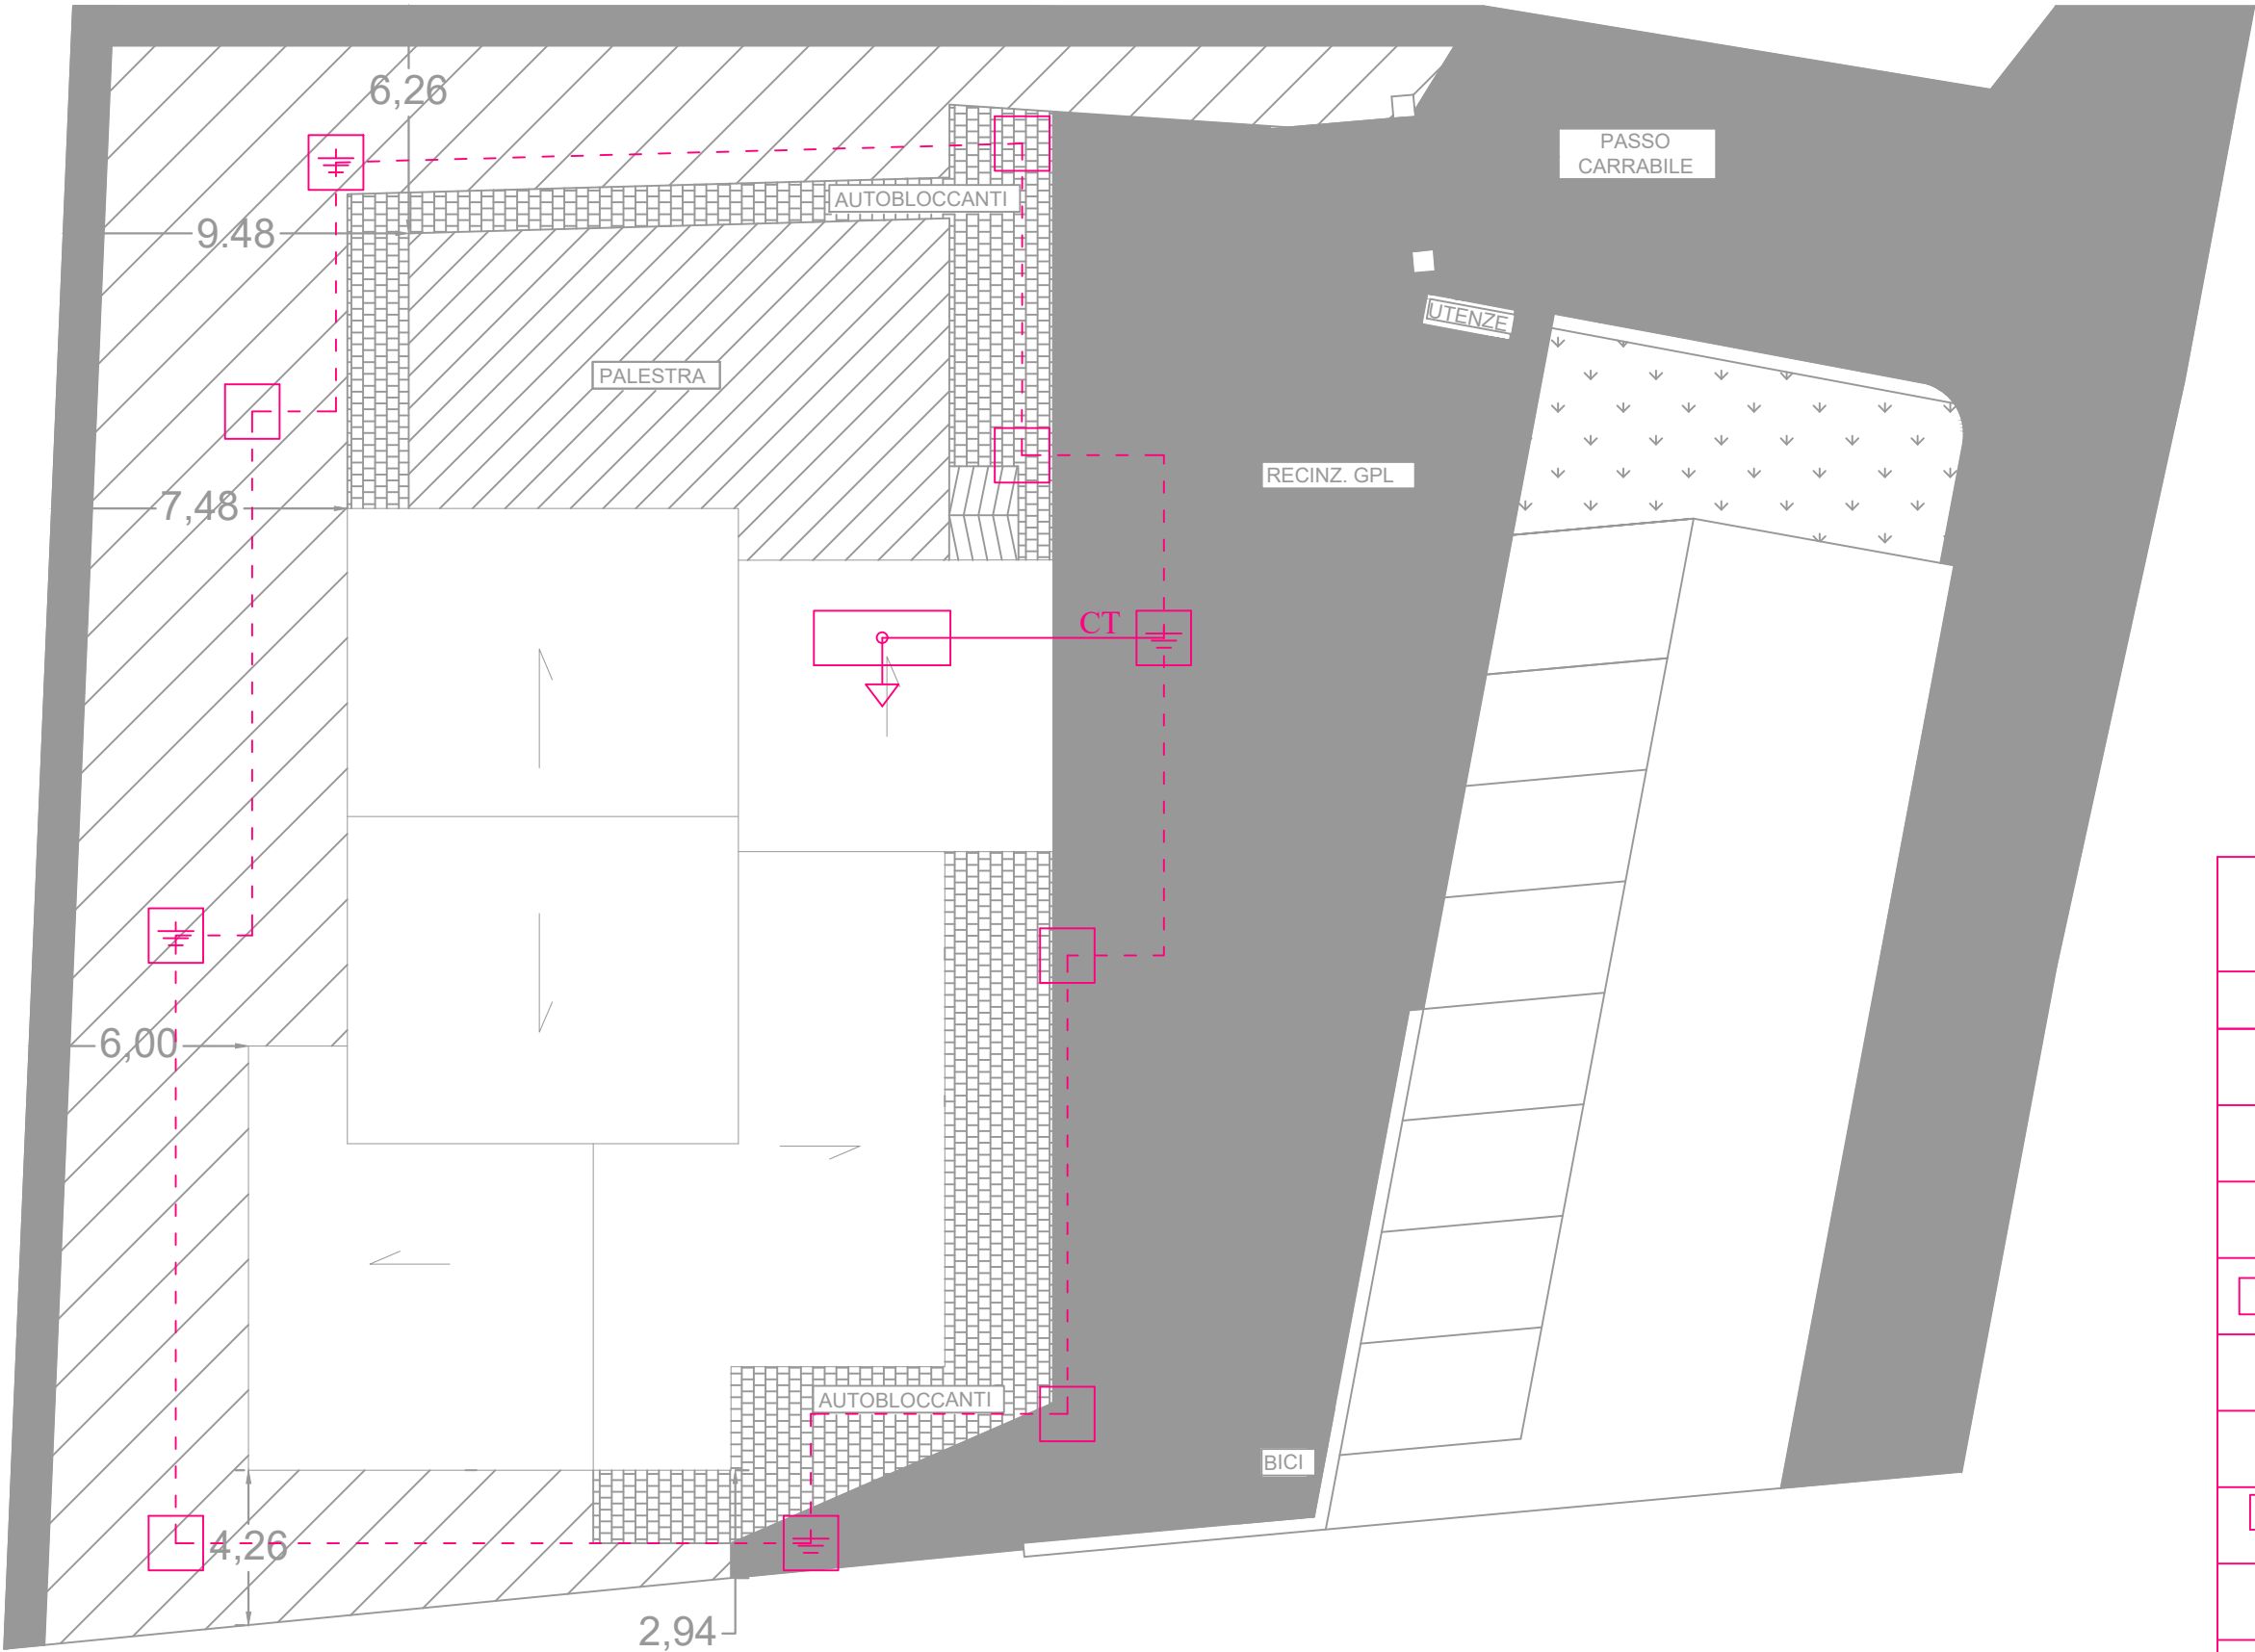 6,26
PASSO
CARRABILE
AUTOBLOCCANTI
9.48
UTENZE
PALESTRA
RECINZ. GPL
7,48
CT
6,00
AUTOBLOCCANTI
BICI
4,26
2,94